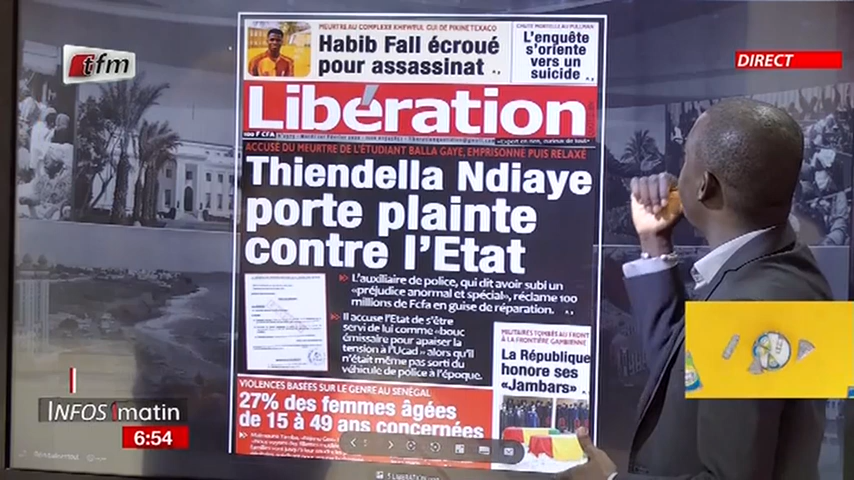 tfm
DIRECT
MEURTRE AU COMPLEXE KHEWEUL GUI DE PIKINE TEXACO
Habib Fall écroué
pour assassinat
CHUTE MORTELLE AU PULLMAN
L'enquête
s'oriente
vers un
suicide
Libération
100 F CFA
ACCUSÉ DU MEURTRE DE L'ÉTUDIANT BALLA GAYE, EMPRISONNÉ PUIS RELAXÉ
Thiendella Ndiaye
porte plainte
contre l'Etat
L'auxiliaire de police, qui dit avoir subi un
«préjudice anormal et spécial», réclame 100
millions de Fcfa en guise de réparation.
Il accuse l'Etat de s'être
servi de lui comme «bouc
émissaire pour apaiser la
tension à l'Ucad» alors qu'il
n'était même pas sorti du
véhicule de police à l'époque.
MILITAIRES TOMBÉS AU FRONT
À LA FRONTIÈRE GAMBIENNE
La République
honore ses
«Jambars»
VIOLENCES BASÉES SUR LE GENRE AU SÉNÉGAL
27% des femmes âgées
de 15 à 49 ans concernées
INFOS matin
6:54